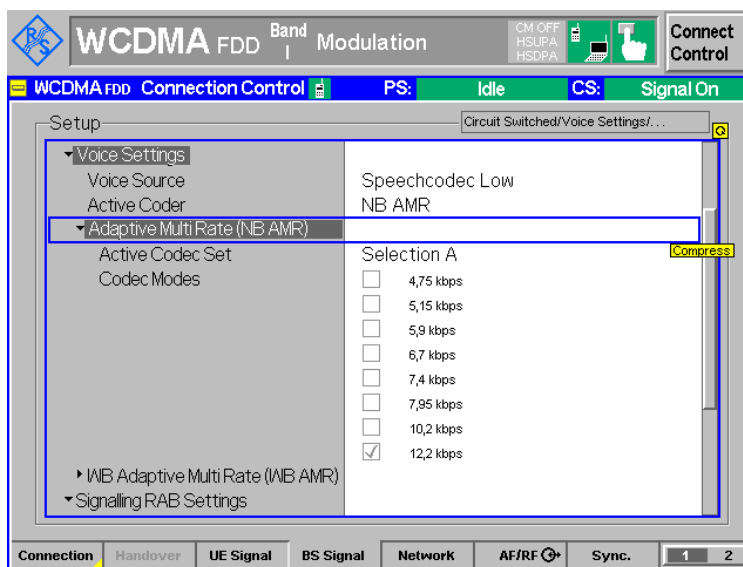 R S
WCDMA FDD Band I Modulation
CM OFF
HSUPA
HSDPA
Connect
Control
WCDMA FDD Connection Control PS: Idle CS: Signal On
Setup Circuit Switched/Voice Settings/...
Voice Settings
Voice Source Speechcodec Low
Active Coder NB AMR
Adaptive Multi Rate (NB AMR)
Compress
Active Codec Set Selection A
Codec Modes 4,75 kbps
5,15 kbps
5,9 kbps
6,7 kbps
7,4 kbps
7,95 kbps
10,2 kbps
12,2 kbps
WB Adaptive Multi Rate (WB AMR)
Signalling RAB Settings
Connection Handover UE Signal BS Signal Network AF/RF Sync. 1 2